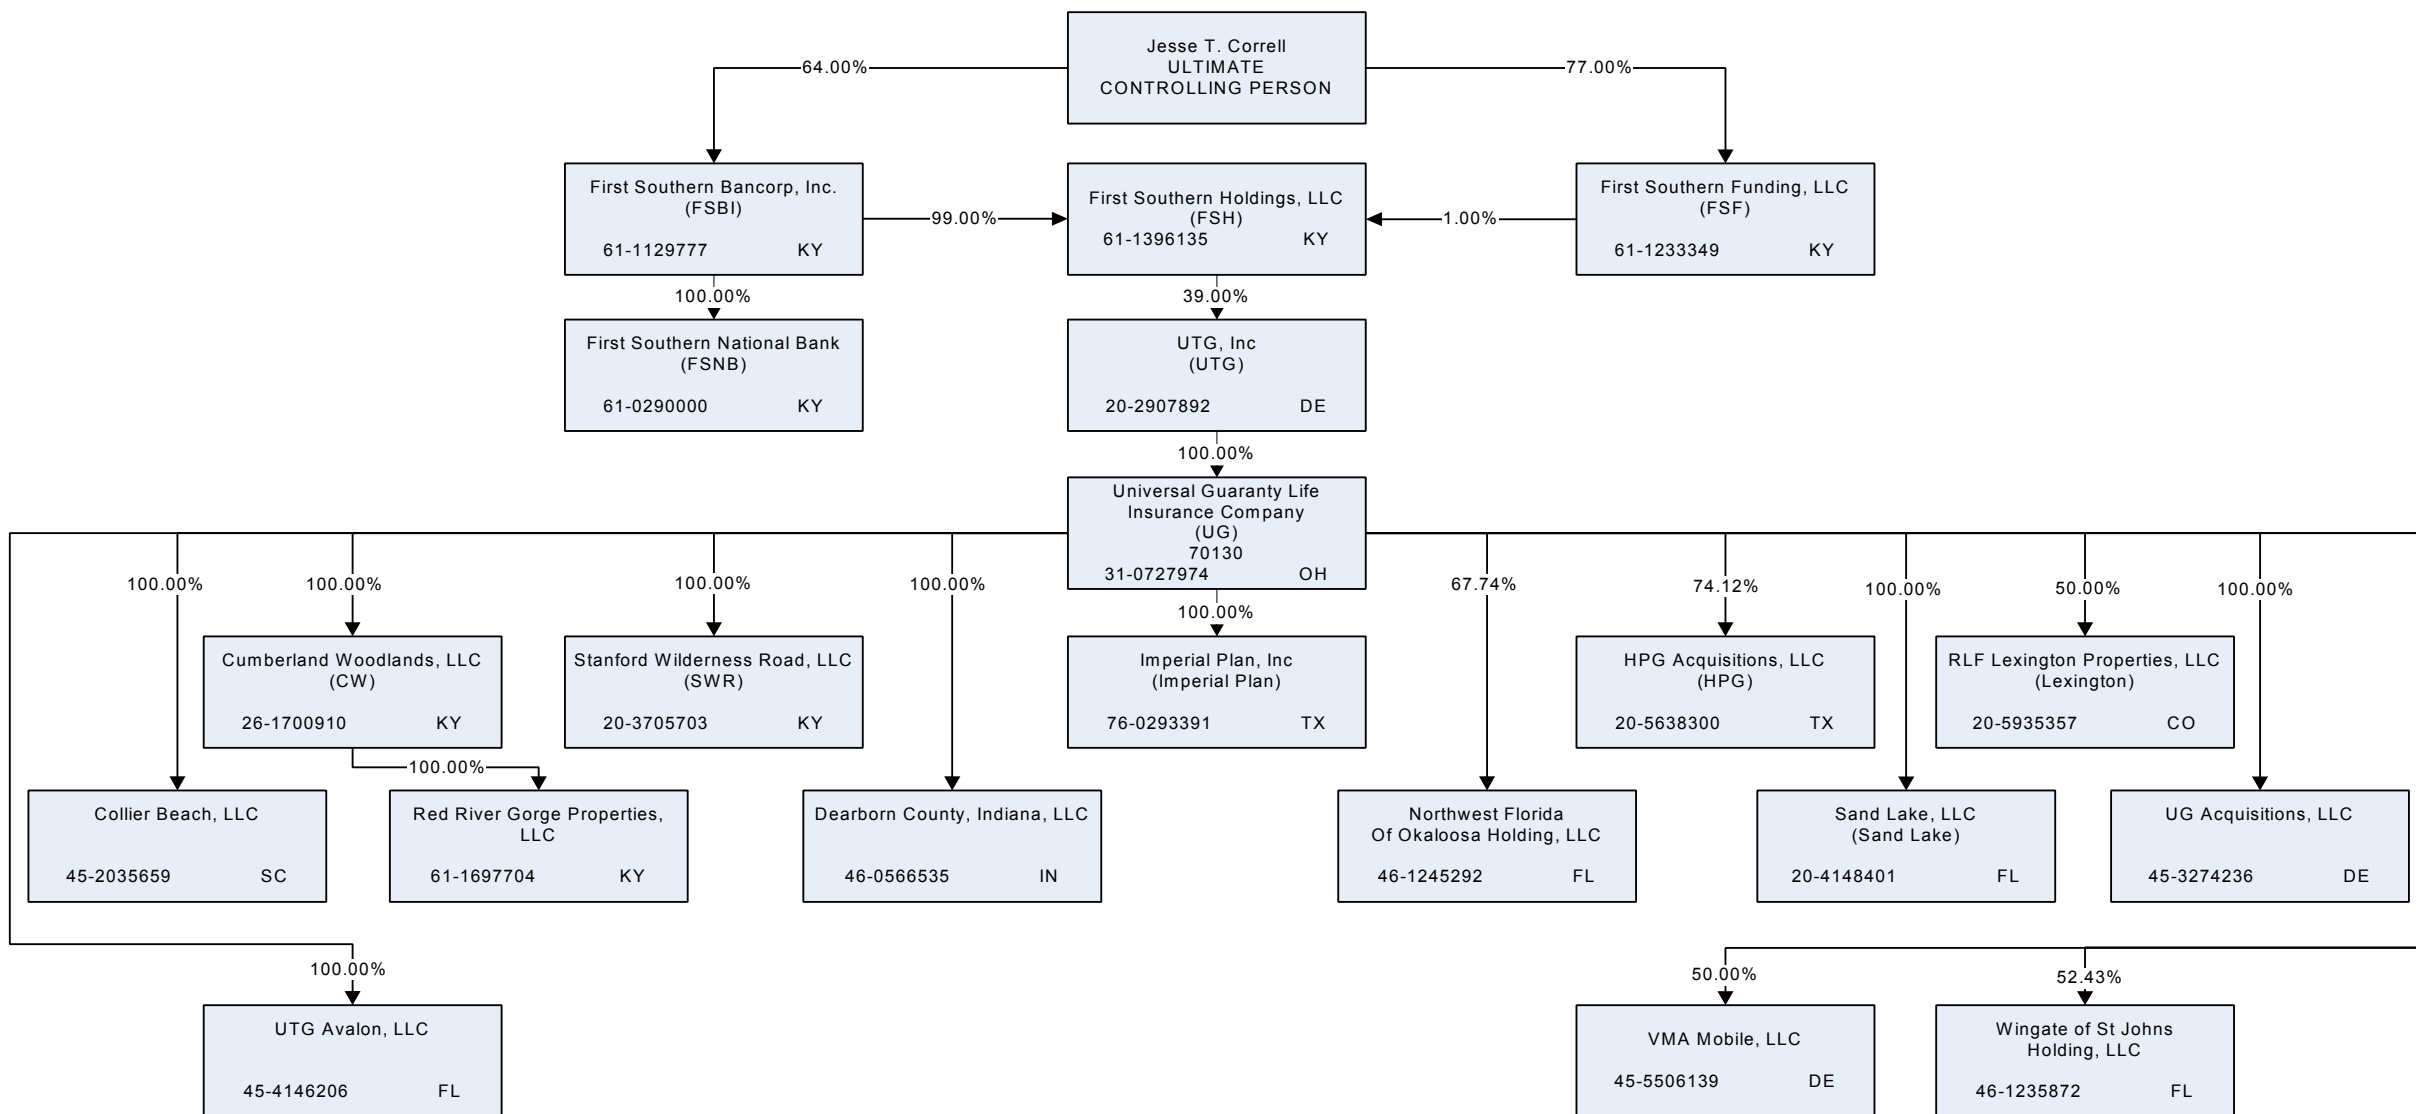 Jesse T. Correll
ULTIMATE
CONTROLLING PERSON
64.00%
77.00%
First Southern Bancorp, Inc.
(FSBI)
61-1129777 KY
99.00%
First Southern Holdings, LLC
(FSH)
61-1396135 KY
1.00%
First Southern Funding, LLC
(FSF)
61-1233349 KY
100.00%
39.00%
First Southern National Bank
(FSNB)
61-0290000 KY
UTG, Inc
(UTG)
20-2907892 DE
100.00%
Universal Guaranty Life
Insurance Company
(UG)
70130
31-0727974 OH
100.00%
100.00%
100.00%
100.00%
100.00%
67.74%
74.12%
100.00%
50.00%
100.00%
Cumberland Woodlands, LLC
(CW)
26-1700910 KY
Stanford Wilderness Road, LLC
(SWR)
20-3705703 KY
Imperial Plan, Inc
(Imperial Plan)
76-0293391 TX
HPG Acquisitions, LLC
(HPG)
20-5638300 TX
RLF Lexington Properties, LLC
(Lexington)
20-5935357 CO
100.00%
Collier Beach, LLC
45-2035659 SC
Red River Gorge Properties,
LLC
61-1697704 KY
Dearborn County, Indiana, LLC
46-0566535 IN
Northwest Florida
Of Okaloosa Holding, LLC
46-1245292 FL
Sand Lake, LLC
(Sand Lake)
20-4148401 FL
UG Acquisitions, LLC
45-3274236 DE
100.00%
50.00%
52.43%
UTG Avalon, LLC
45-4146206 FL
VMA Mobile, LLC
45-5506139 DE
Wingate of St Johns
Holding, LLC
46-1235872 FL